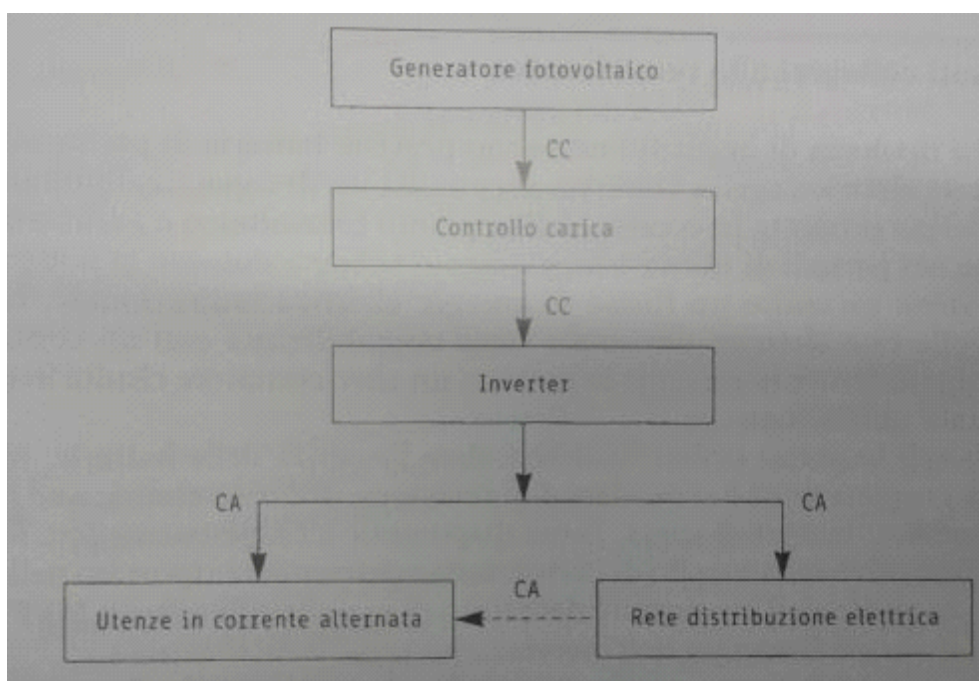 Generatore fotovoltaico
CC
Controllo carica
CC
Inverter
CA
CA
CA
Utenze in corrente alternata
Rete distribuzione elettrica